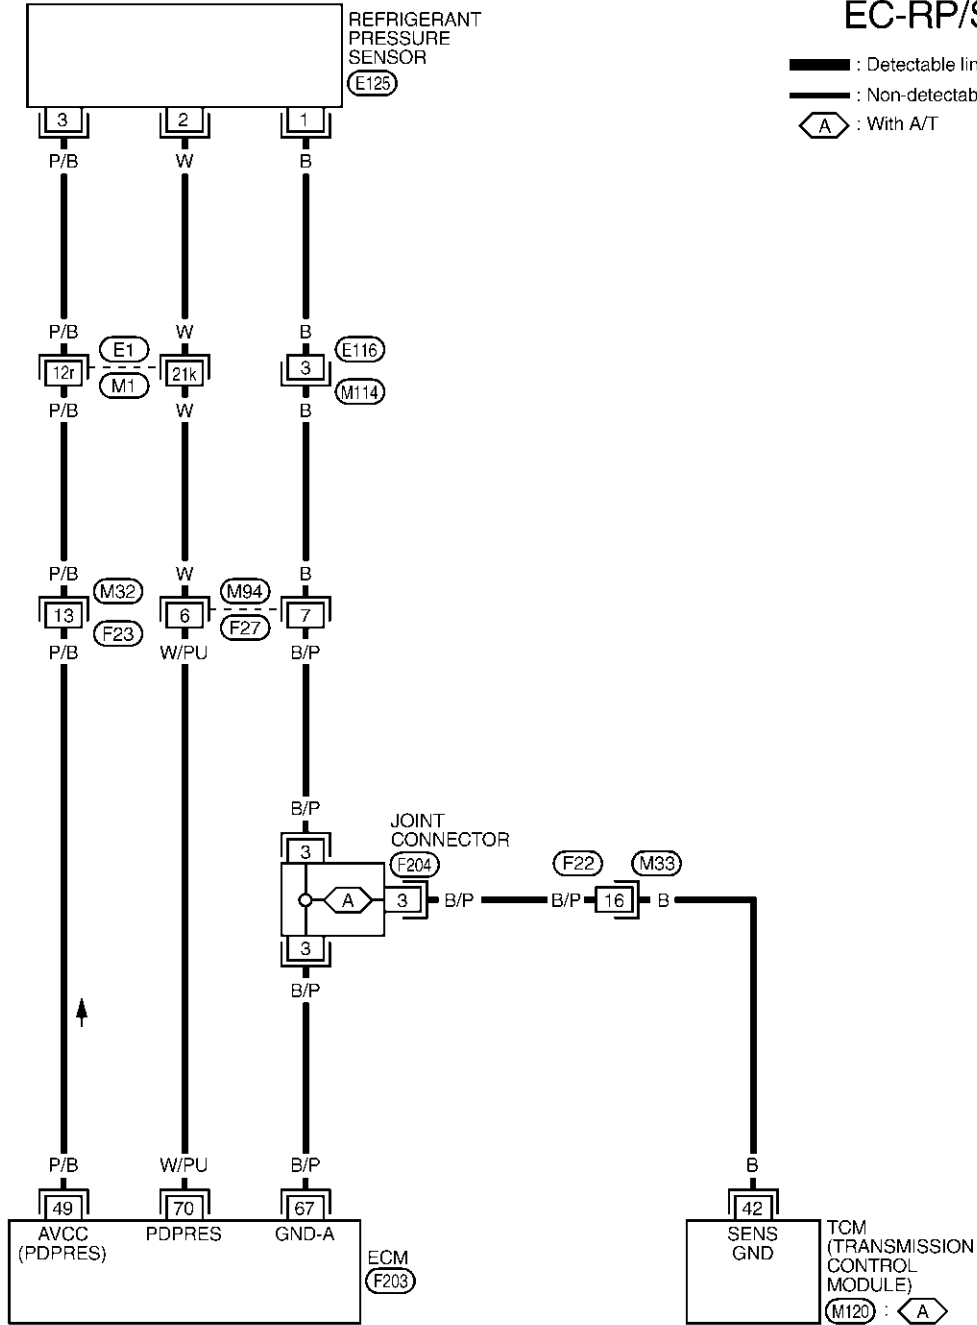 EC-RP/S
REFRIGERANT
PRESSURE
SENSOR
E125
: Detectable lin
: Non-detectab
A : With A/T
3 2 1
P/B W B
P/B W B
E1 E116
12r 21k 3
M1 M114
P/B W B
P/B W B
M32 M94
13 6 7
F23 F27
P/B W/PU B/P
B/P
JOINT
CONNECTOR
F204
3
F22 M33
A 3 B/P B/P 16 B
3
B/P
P/B W/PU B/P B
49 70 67 42
AVCC
(PDPRES)
PDPRES
GND-A
ECM
F203
SENS
GND
TCM
(TRANSMISSION
CONTROL
MODULE)
M120 : A